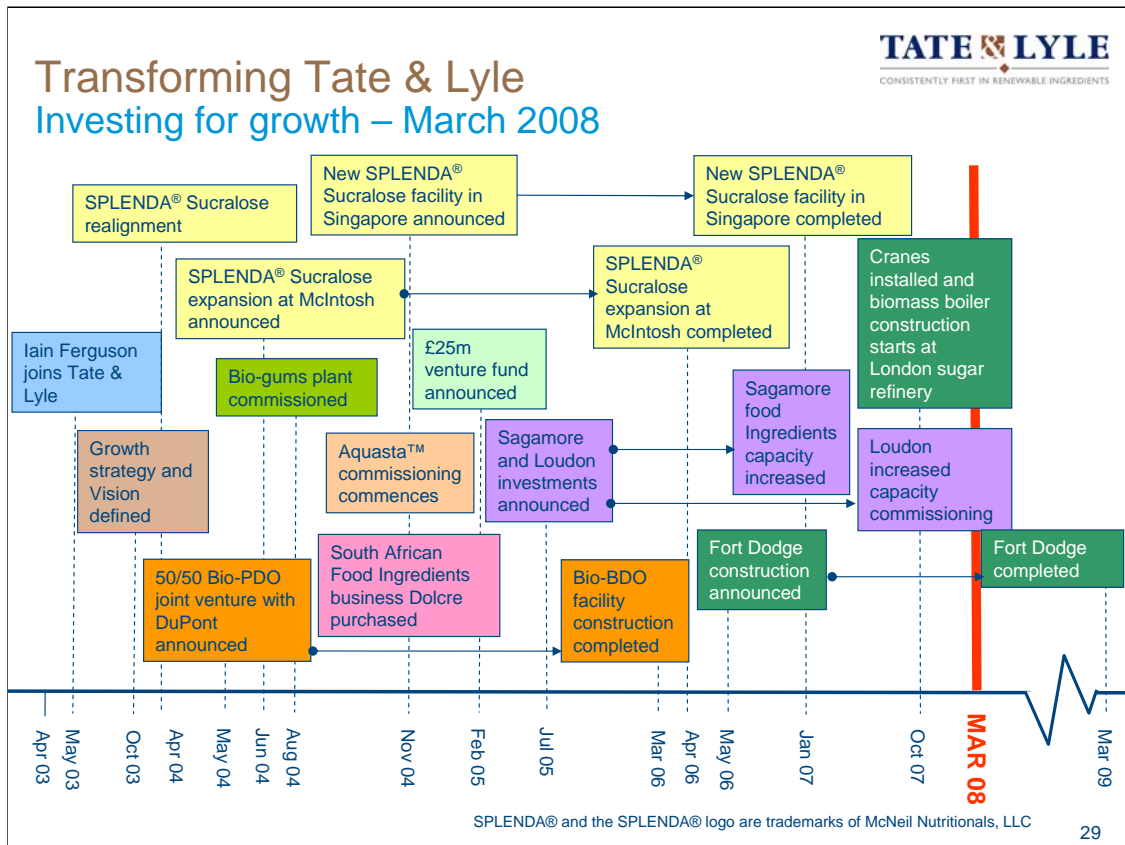 TATE & LYLE
CONSISTENTLY FIRST IN RENEWABLE INGREDIENTS
Transforming Tate & Lyle
Investing for growth – March 2008
SPLENDA® Sucralose
realignment
New SPLENDA®
Sucralose facility in
Singapore announced
New SPLENDA®
Sucralose facility in
Singapore completed
SPLENDA® Sucralose
expansion at McIntosh
announced
SPLENDA®
Sucralose
expansion at
McIntosh completed
Cranes
installed and
biomass boiler
construction
starts at
London sugar
refinery
Iain Ferguson
joins Tate &
Lyle
Bio-gums plant
commissioned
£25m
venture fund
announced
Sagamore
food
Ingredients
capacity
increased
Growth
strategy and
Vision
defined
Aquasta™
commissioning
commences
Sagamore
and Loudon
investments
announced
Loudon
increased
capacity
commissioning
50/50 Bio-PDO
joint venture with
DuPont
announced
South African
Food Ingredients
business Dolcre
purchased
Bio-BDO
facility
construction
completed
Fort Dodge
construction
announced
Fort Dodge
completed
Apr 03
May 03
Oct 03
Apr 04
May 04
Jun 04
Aug 04
Nov 04
Feb 05
Jul 05
Mar 06
Apr 06
May 06
Jan 07
Oct 07
MAR 08
Mar 09
SPLENDA® and the SPLENDA® logo are trademarks of McNeil Nutritionals, LLC
29